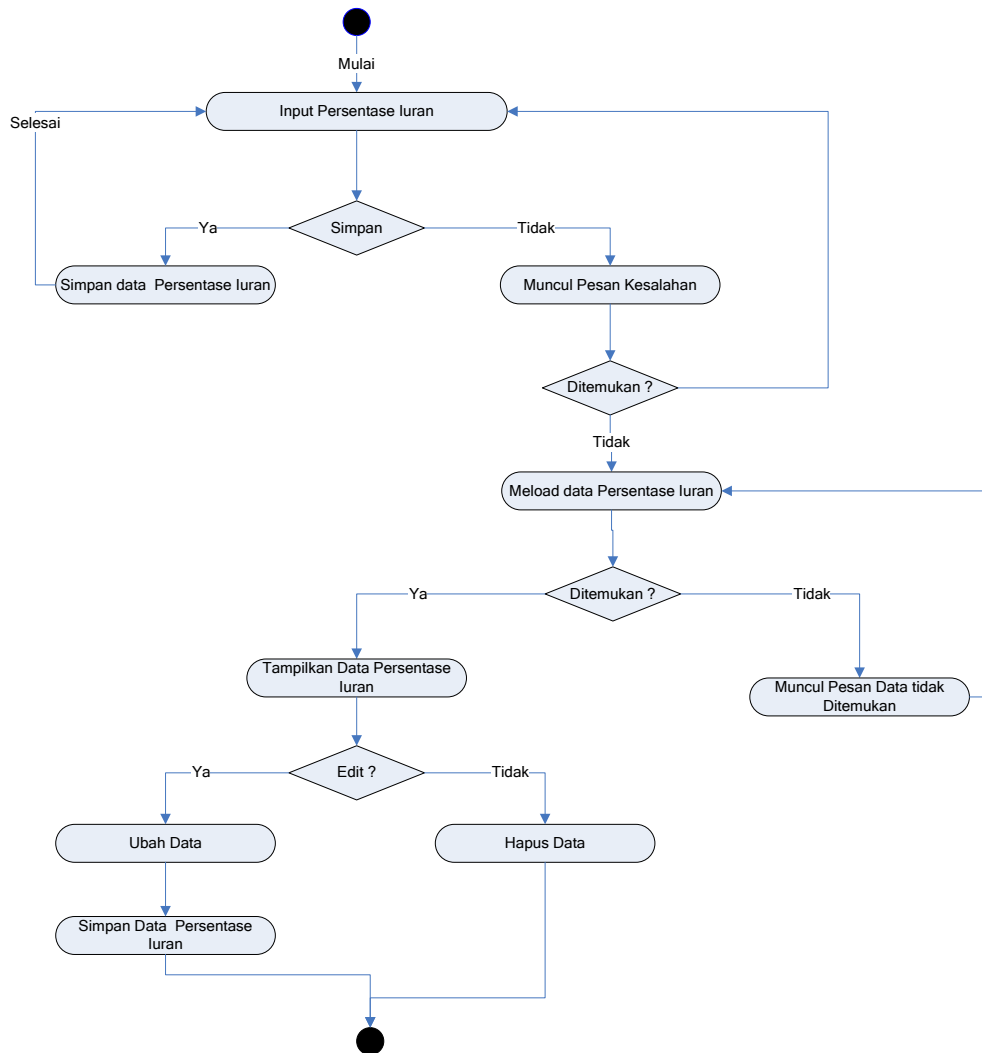 Mulai
Input Persentase Iuran
Selesai
Simpan
Ya
Tidak
Simpan data  Persentase Iuran
Muncul Pesan Kesalahan
Ditemukan ?
Tidak
Meload data Persentase Iuran
Ditemukan ?
Ya
Tidak
Tampilkan Data Persentase
Iuran
Muncul Pesan Data tidak
Ditemukan
Edit ?
Ya
Tidak
Ubah Data
Hapus Data
Simpan Data  Persentase
Iuran